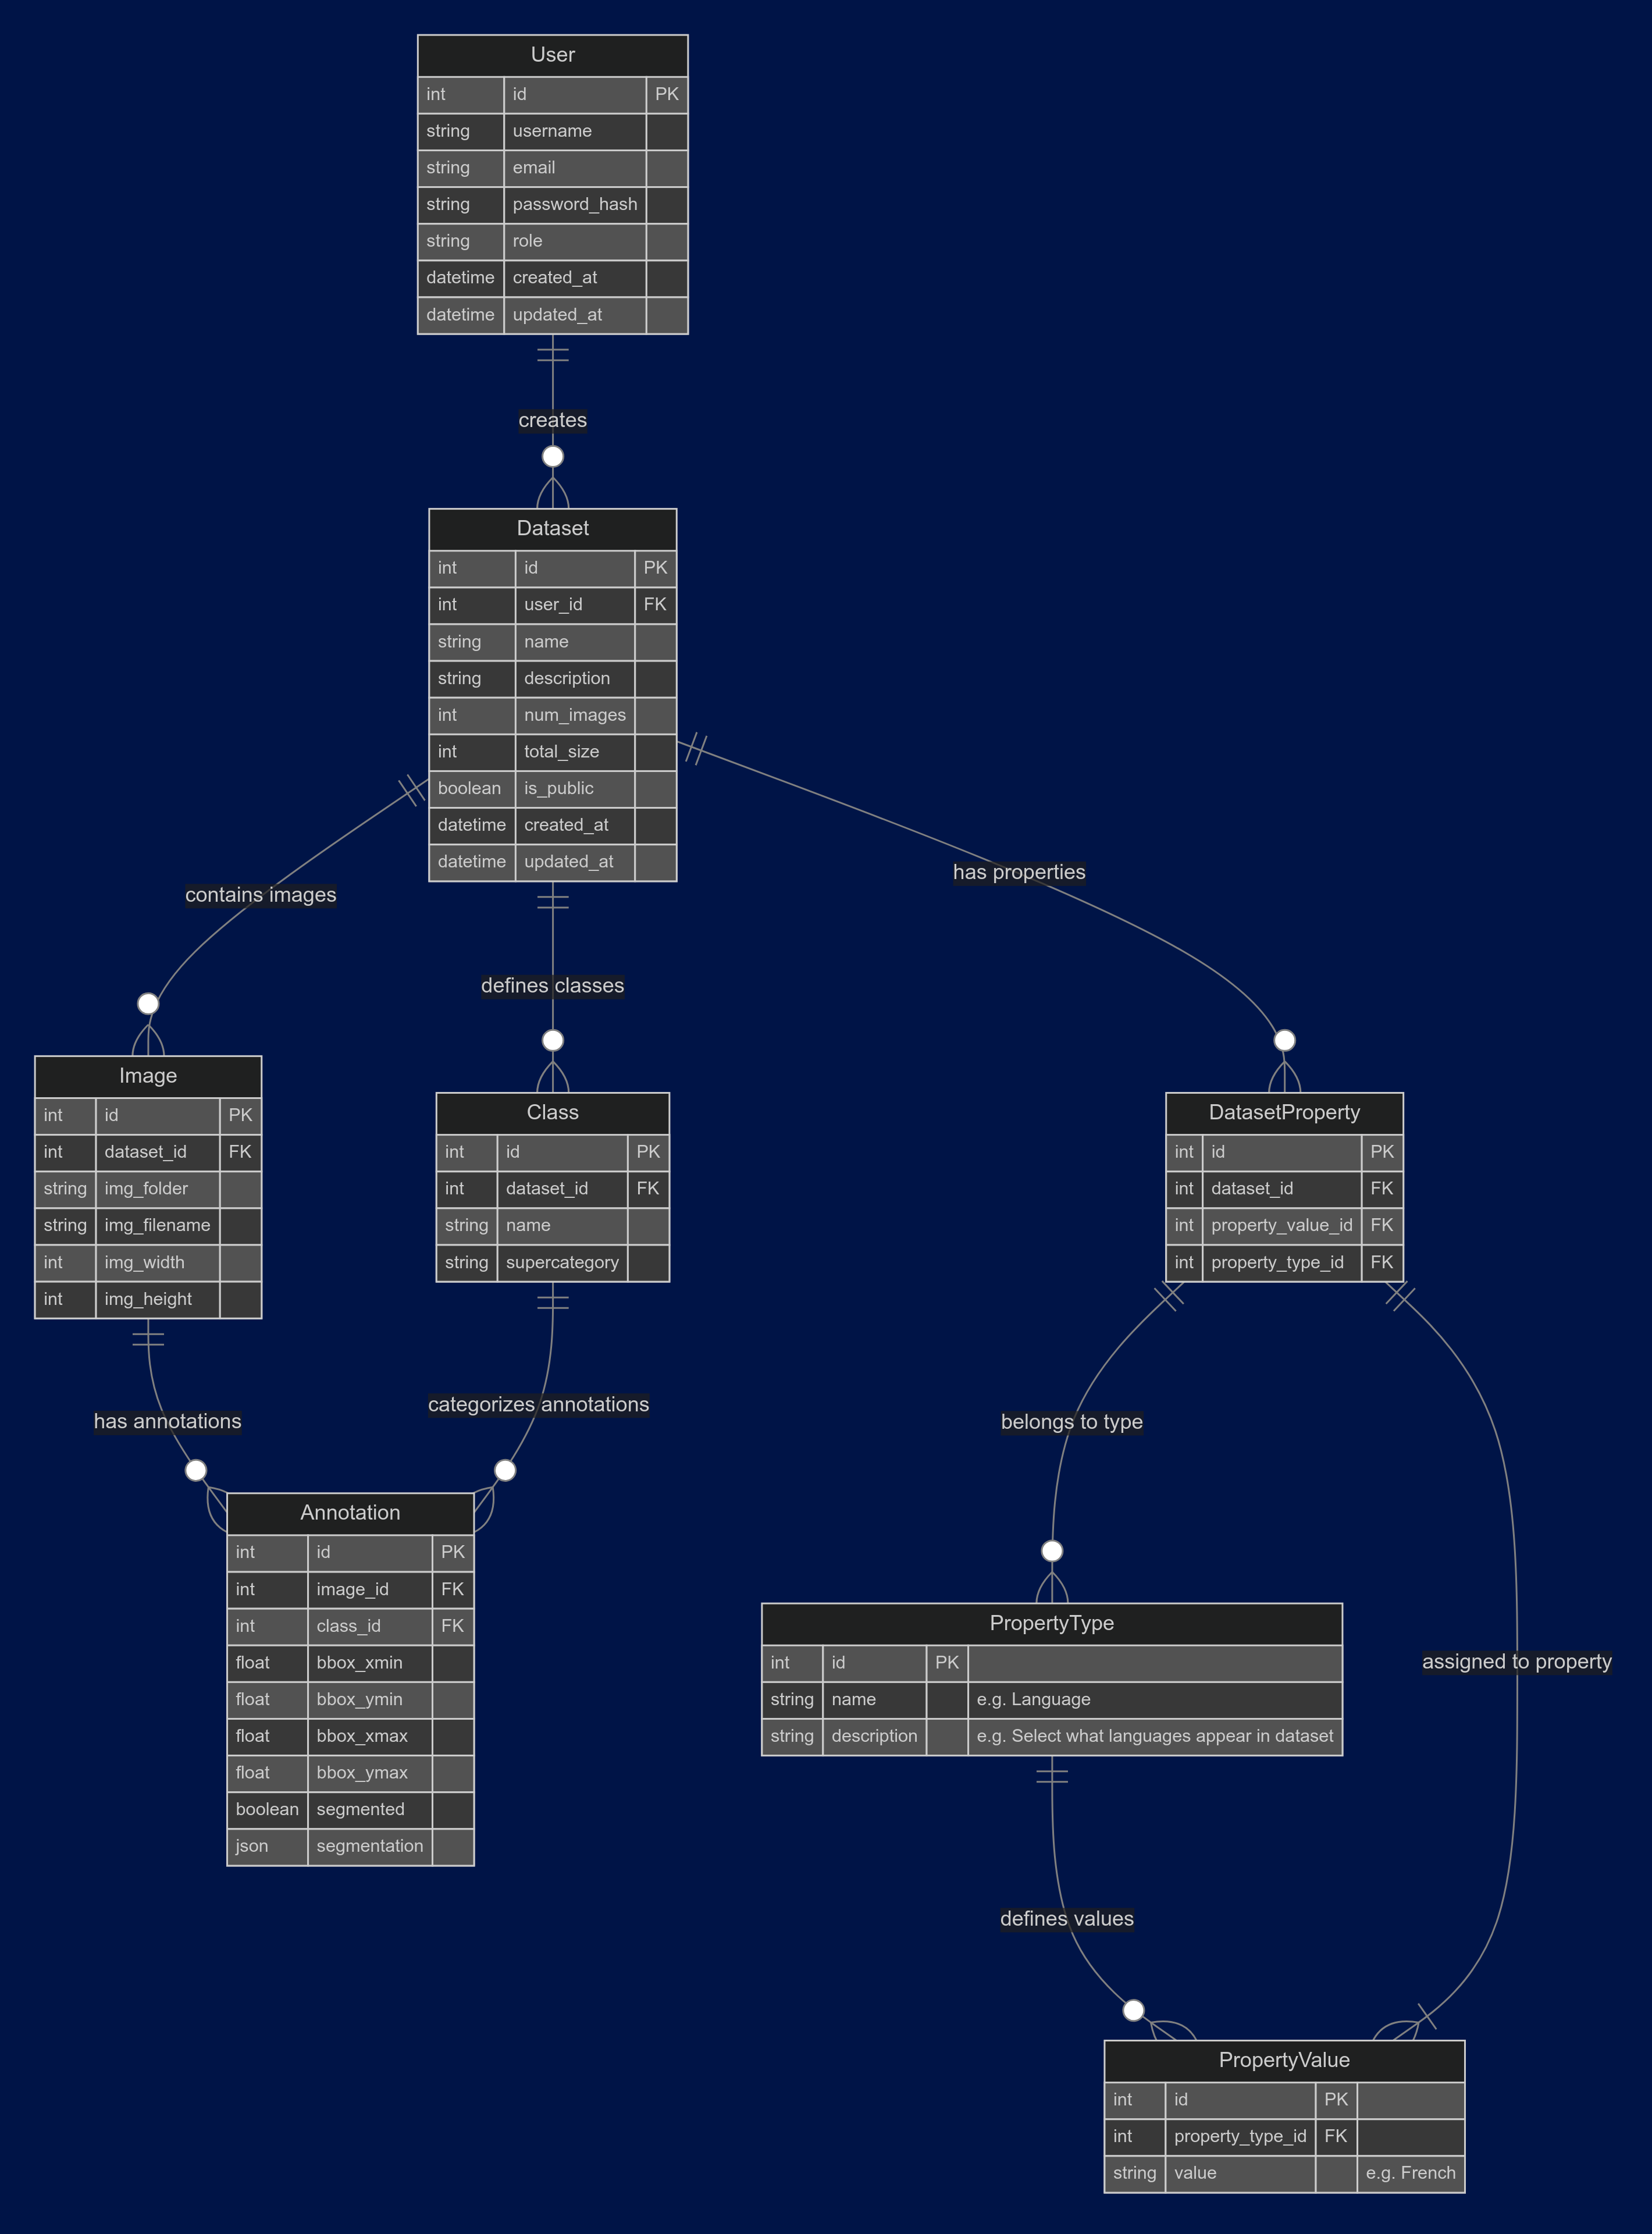 User
int id PK
string username
string email
string password_hash
string role
datetime created_at
datetime updated_at
creates
Dataset
int id PK
int user_id FK
string name
string description
int num_images
int total_size
boolean is_public
datetime created_at
datetime updated_at
has properties
contains images
defines classes
Image
int id PK
int dataset_id FK
string img_folder
string img_filename
int img_width
int img_height
Class
int id PK
int dataset_id FK
string name
string supercategory
DatasetProperty
int id PK
int dataset_id FK
int property_value_id FK
int property_type_id FK
has annotations
categorizes annotations
belongs to type
Annotation
int id PK
int image_id FK
int class_id FK
float bbox_xmin
float bbox_ymin
float bbox_xmax
float bbox_ymax
boolean segmented
json segmentation
PropertyType
int id PK
string name e.g. Language
string description e.g. Select what languages appear in dataset
assigned to property
defines values
PropertyValue
int id PK
int property_type_id FK
string value e.g. French